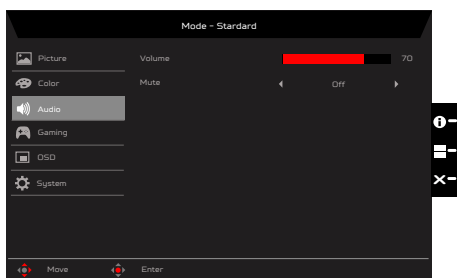 Mode - Standard
Picture
Volume 70
Color
Mute Off
Audio
Gaming
OSD
System
Move Enter